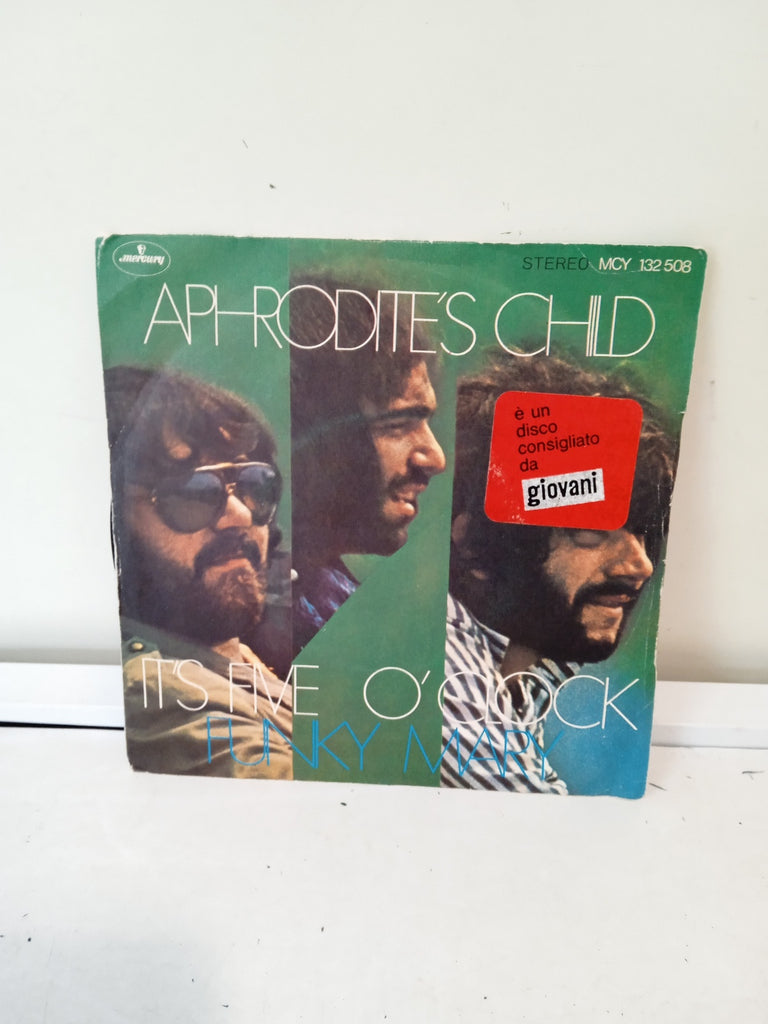 mercury
STEREO MCY 132 508
APHRODITE'S CHILD
è un
disco
consigliato
da
giovani
IT'S FIVE O'CLOCK
FUNKY MARY